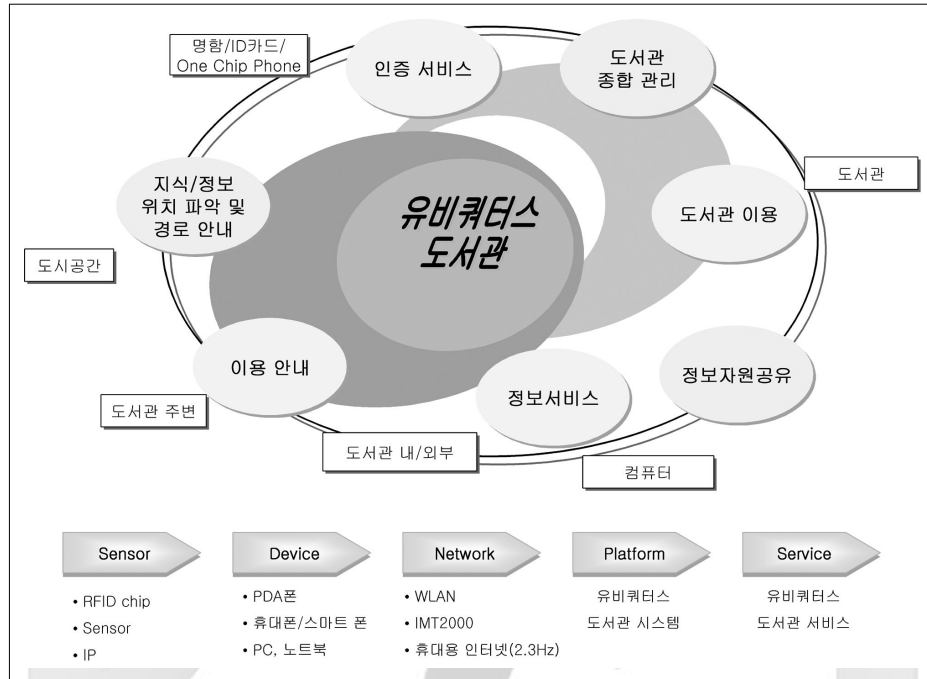 명함/ID카드/
One Chip Phone
인증 서비스
도서관
종합 관리
지식/정보
위치 파악 및
경로 안내
유비쿼터스
도서관
도서관 이용
도서관
도시공간
이용 안내
정보서비스
정보자원공유
도서관 주변
도서관 내/외부
컴퓨터
Sensor
• RFID chip
• Sensor
• IP
Device
• PDA폰
• 휴대폰/스마트 폰
• PC, 노트북
Network
• WLAN
• IMT2000
• 휴대용 인터넷(2.3Hz)
Platform
유비쿼터스
도서관 시스템
Service
유비쿼터스
도서관 서비스